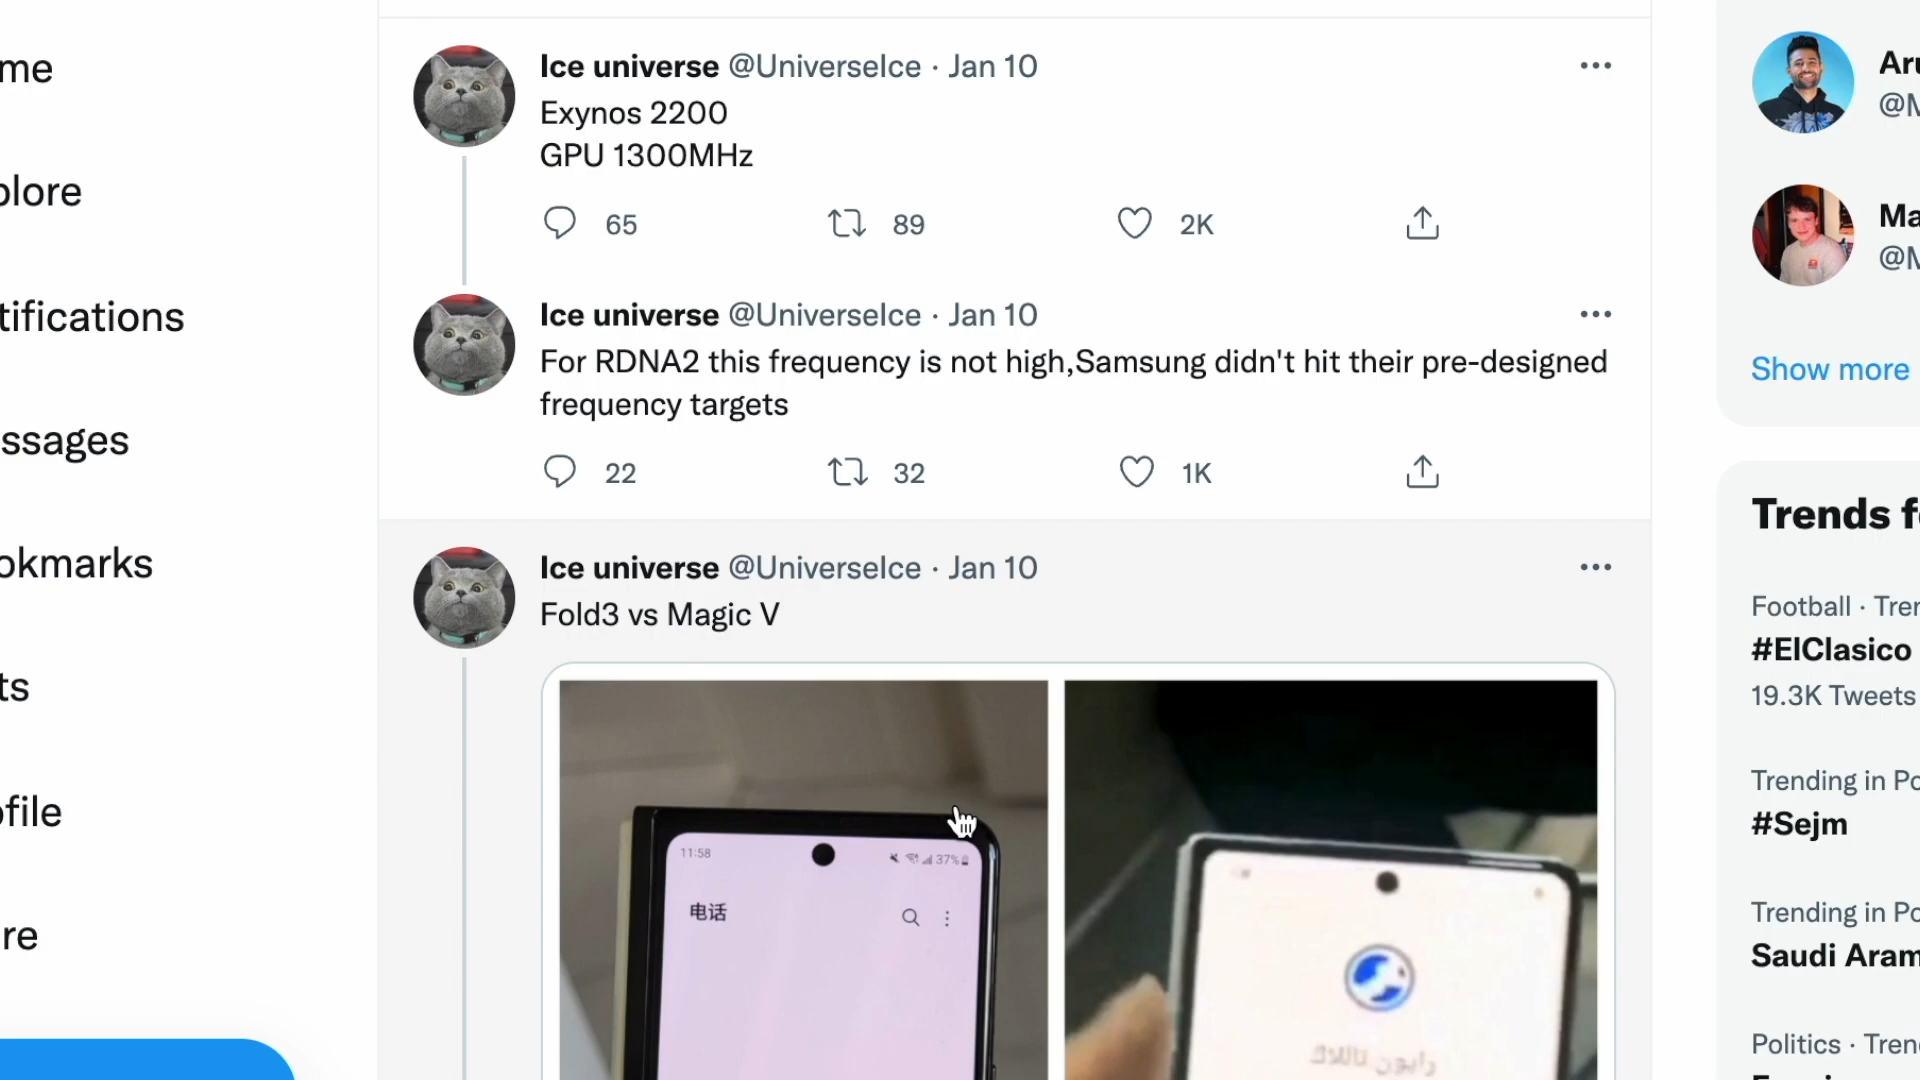 me
plore
tifications
ssages
okmarks
ts
ofile
re
Ice universe @UniverseIce · Jan 10
Exynos 2200
GPU 1300MHz
65 89 2K
Ice universe @UniverseIce · Jan 10
For RDNA2 this frequency is not high,Samsung didn't hit their pre-designed
frequency targets
22 32 1K
Ice universe @UniverseIce · Jan 10
Fold3 vs Magic V
11:58 37%
电话
Aru
@M
Ma
@M
Show more
Trends f
Football · Tren
#ElClasico
19.3K Tweets
Trending in Po
#Sejm
Trending in Po
Saudi Aram
Politics · Tren